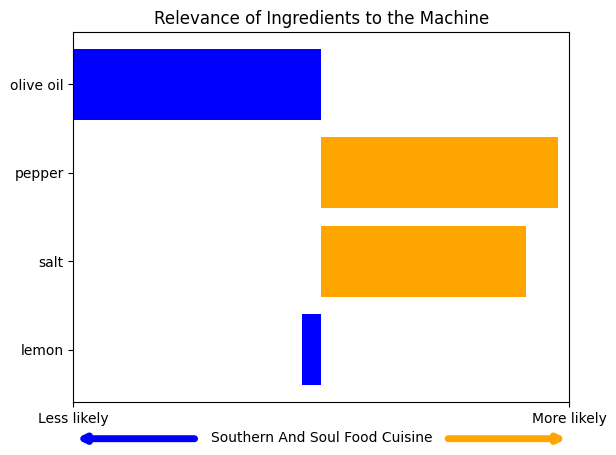 Relevance of Ingredients to the Machine
olive oil
pepper
salt
lemon
Less likely
More likely
Southern And Soul Food Cuisine